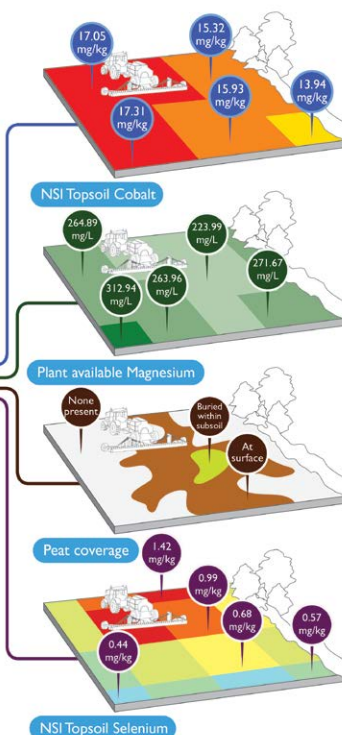 17.05
mg/kg
15.32
mg/kg
17.31
mg/kg
15.93
mg/kg
13.94
mg/kg
NSI Topsoil Cobalt
264.89
mg/L
223.99
mg/L
312.94
mg/L
263.96
mg/L
271.67
mg/L
Plant available Magnesium
None
present
Buried
within
subsoil
At
surface
Peat coverage
1.42
mg/kg
0.99
mg/kg
0.44
mg/kg
0.68
mg/kg
0.57
mg/kg
NSI Topsoil Selenium